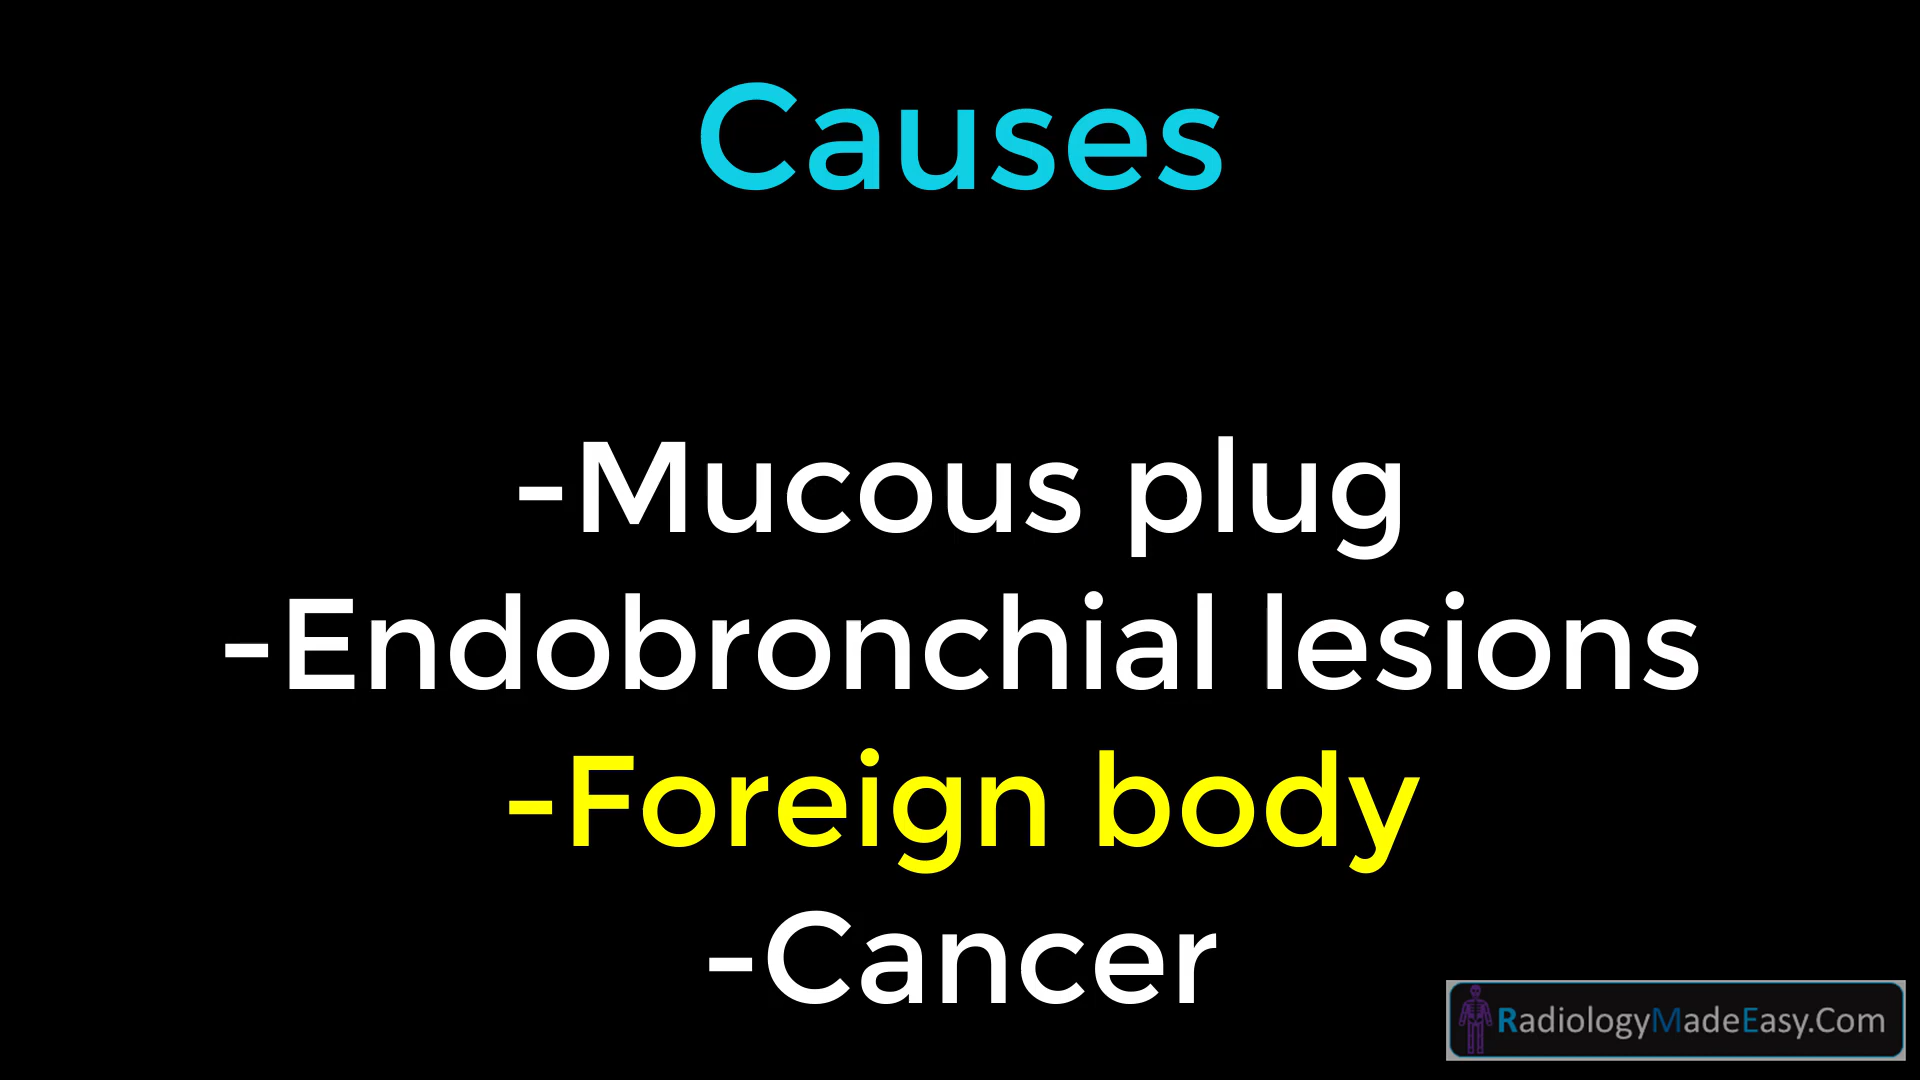 Causes
-Mucous plug
-Endobronchial lesions
-Foreign body
-Cancer
RadiologyMadeEasy.Com